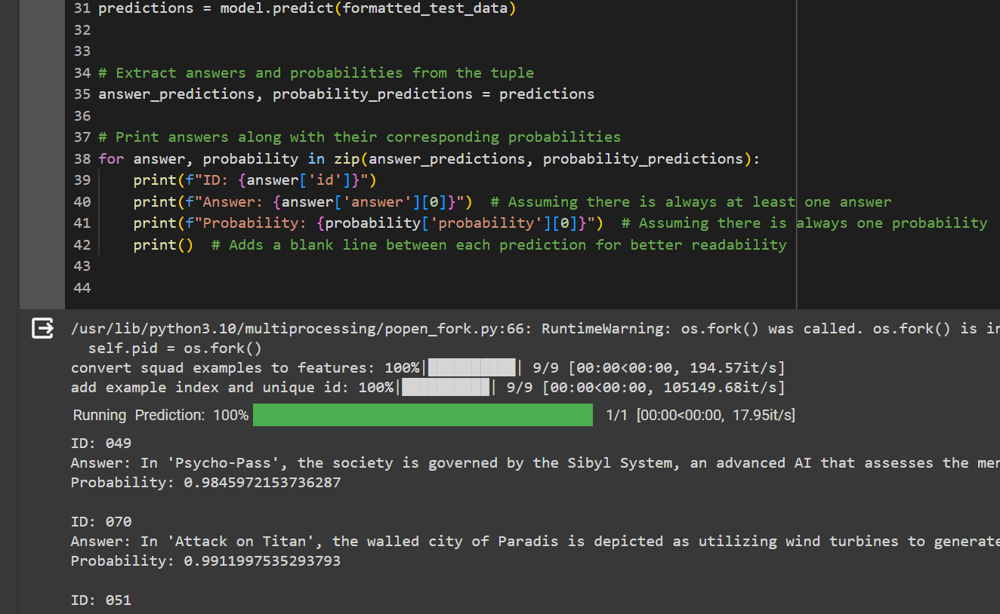 31 predictions = model.predict(formatted_test_data)
32
33
34 # Extract answers and probabilities from the tuple
35 answer_predictions, probability_predictions = predictions
36
37 # Print answers along with their corresponding probabilities
38 for answer, probability in zip(answer_predictions, probability_predictions):
39     print(f"ID: {answer['id']}")
40     print(f"Answer: {answer['answer'][0]}")  # Assuming there is always at least one answer
41     print(f"Probability: {probability['probability'][0]}")  # Assuming there is always one probability
42     print()  # Adds a blank line between each prediction for better readability
43
44
/usr/lib/python3.10/multiprocessing/popen_fork.py:66: RuntimeWarning: os.fork() was called. os.fork() is
  self.pid = os.fork()
convert squad examples to features: 100%|██████████| 9/9 [00:00<00:00, 194.57it/s]
add example index and unique id: 100%|██████████| 9/9 [00:00<00:00, 105149.68it/s]
Running Prediction: 100% 1/1 [00:00<00:00, 17.95it/s]
ID: 049
Answer: In 'Psycho-Pass', the society is governed by the Sibyl System, an advanced AI that assesses the
Probability: 0.9845972153736287
ID: 070
Answer: In 'Attack on Titan', the walled city of Paradis is depicted as utilizing wind turbines to generate
Probability: 0.9911997535293793
ID: 051